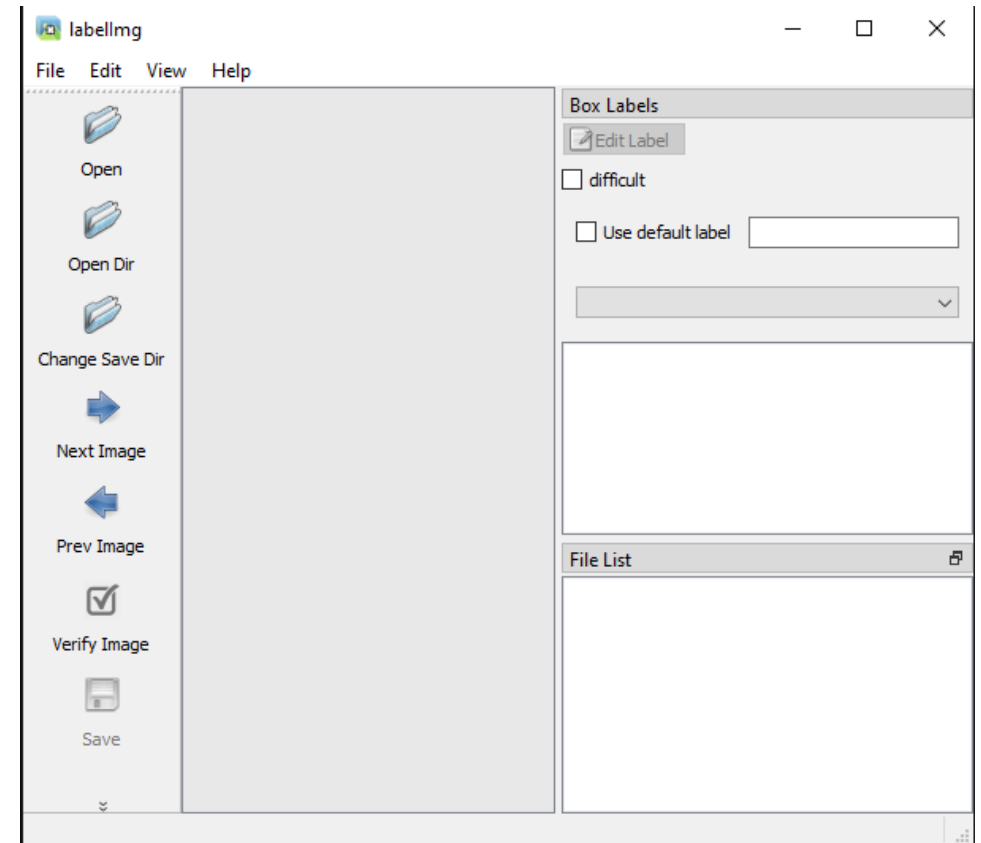 labelImg
File Edit View Help
Open
Open Dir
Change Save Dir
Next Image
Prev Image
Verify Image
Save
Box Labels
Edit Label
difficult
Use default label
File List